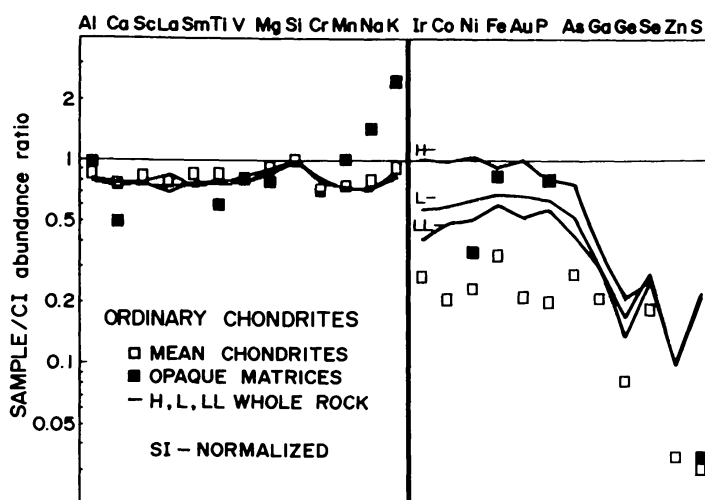 Al Ca Sc La Sm Ti V Mg Si Cr Mn Na K Ir Co Ni Fe Au P As Ga Ge Se Zn S
SAMPLE/CI abundance ratio
2
1
0.5
0.2
0.1
0.05
H
L
LL
ORDINARY CHONDRITES
MEAN CHONDRITES
OPAQUE MATRICES
H, L, LL WHOLE ROCK
SI – NORMALIZED